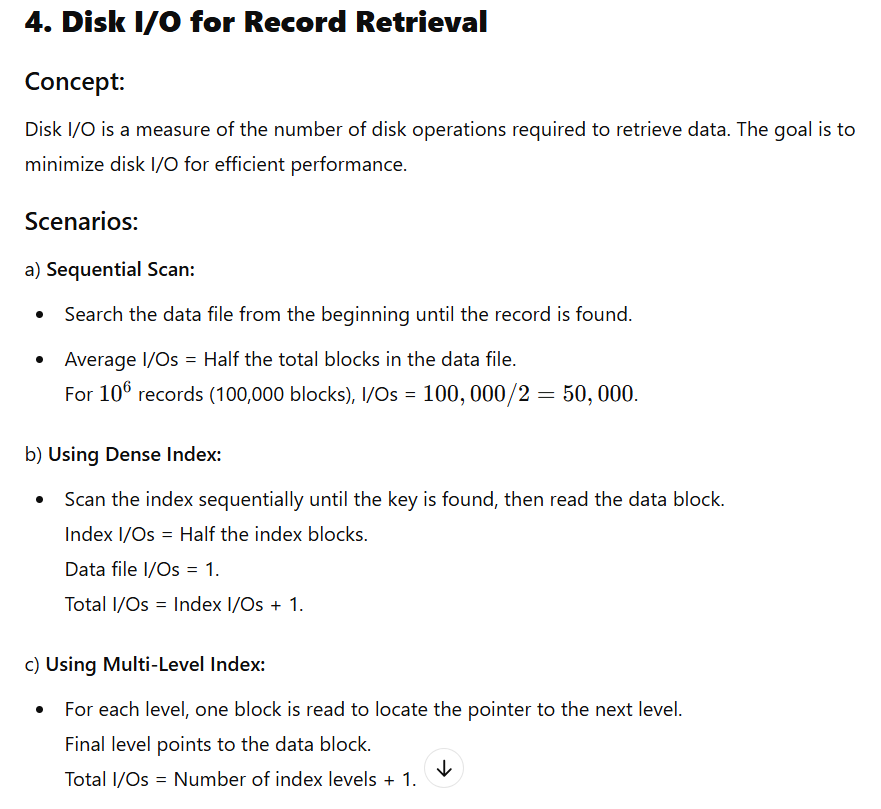 4. Disk I/O for Record Retrieval
Concept:
Disk I/O is a measure of the number of disk operations required to retrieve data. The goal is to
minimize disk I/O for efficient performance.
Scenarios:
a) Sequential Scan:
• Search the data file from the beginning until the record is found.
• Average I/Os = Half the total blocks in the data file.
For 10⁶ records (100,000 blocks), I/Os = 100,000/2 = 50,000.
b) Using Dense Index:
• Scan the index sequentially until the key is found, then read the data block.
Index I/Os = Half the index blocks.
Data file I/Os = 1.
Total I/Os = Index I/Os + 1.
c) Using Multi-Level Index:
• For each level, one block is read to locate the pointer to the next level.
Final level points to the data block.
Total I/Os = Number of index levels + 1.